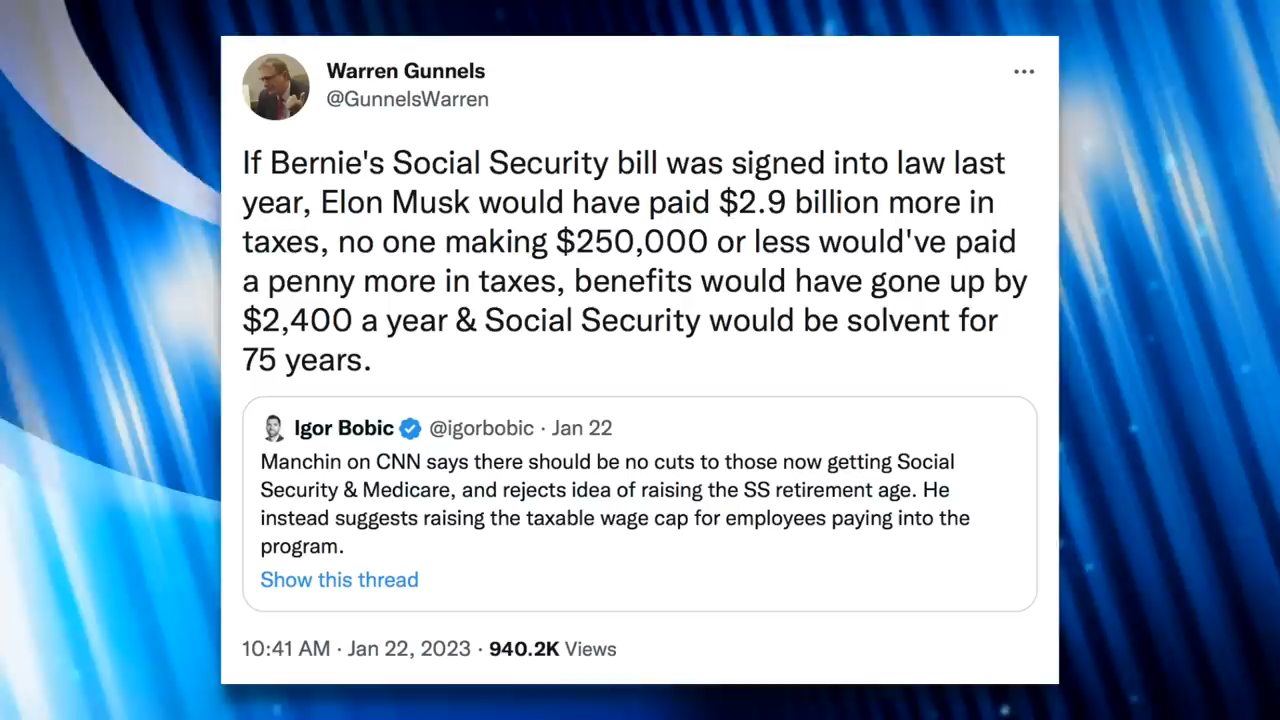 Warren Gunnels
@GunnelsWarren
If Bernie's Social Security bill was signed into law last
year, Elon Musk would have paid $2.9 billion more in
taxes, no one making $250,000 or less would've paid
a penny more in taxes, benefits would have gone up by
$2,400 a year & Social Security would be solvent for
75 years.
Igor Bobic @igorbobic · Jan 22
Manchin on CNN says there should be no cuts to those now getting Social
Security & Medicare, and rejects idea of raising the SS retirement age. He
instead suggests raising the taxable wage cap for employees paying into the
program.
Show this thread
10:41 AM · Jan 22, 2023 · 940.2K Views